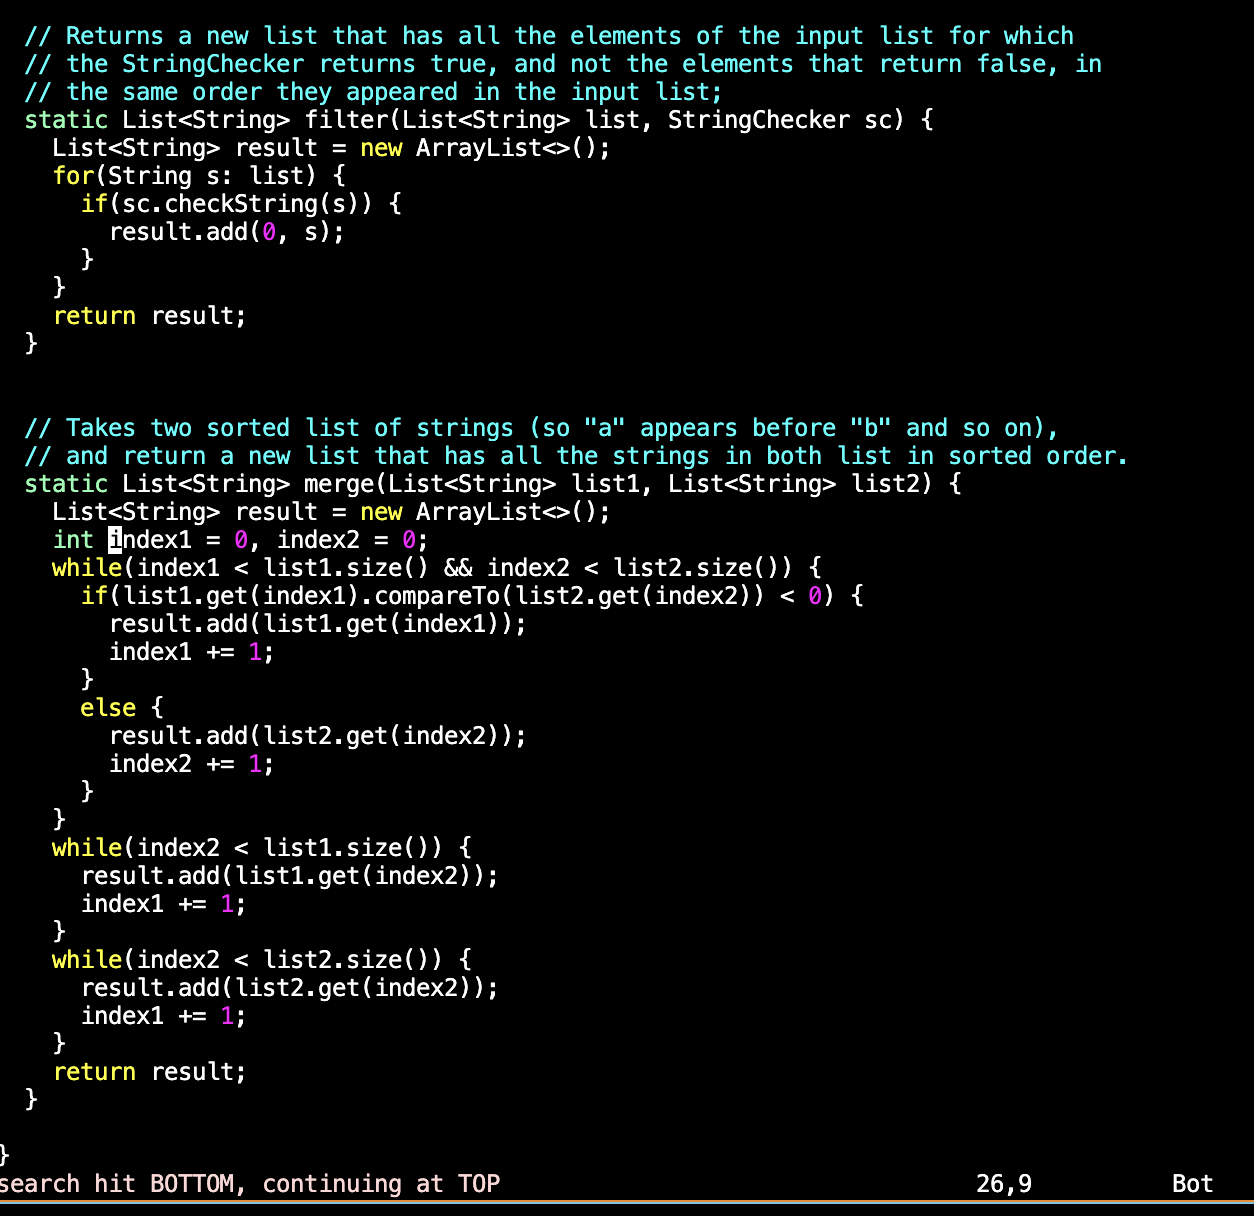 // Returns a new list that has all the elements of the input list for which
// the StringChecker returns true, and not the elements that return false, in
// the same order they appeared in the input list;
static List<String> filter(List<String> list, StringChecker sc) {
  List<String> result = new ArrayList<>();
  for(String s: list) {
    if(sc.checkString(s)) {
      result.add(0, s);
    }
  }
  return result;
}
// Takes two sorted list of strings (so "a" appears before "b" and so on),
// and return a new list that has all the strings in both list in sorted order.
static List<String> merge(List<String> list1, List<String> list2) {
  List<String> result = new ArrayList<>();
  int index1 = 0, index2 = 0;
  while(index1 < list1.size() && index2 < list2.size()) {
    if(list1.get(index1).compareTo(list2.get(index2)) < 0) {
      result.add(list1.get(index1));
      index1 += 1;
    }
    else {
      result.add(list2.get(index2));
      index2 += 1;
    }
  }
  while(index2 < list1.size()) {
    result.add(list1.get(index2));
    index1 += 1;
  }
  while(index2 < list2.size()) {
    result.add(list2.get(index2));
    index1 += 1;
  }
  return result;
}
}
search hit BOTTOM, continuing at TOP 26,9 Bot